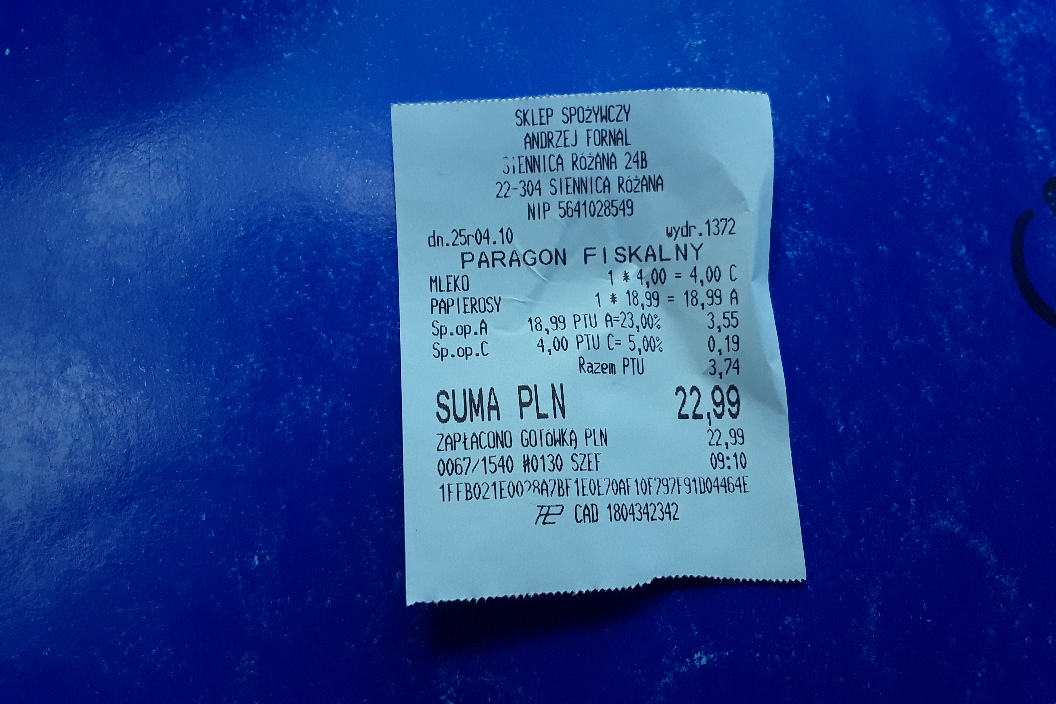 SKLEP SPOŻYWCZY
ANDRZEJ FORNAL
SIENNICA RÓŻANA 24B
22-304 SIENNICA RÓŻANA
NIP 5641028549
dn.25r04.10 wydr.1372
PARAGON FISKALNY
MLEKO 1 * 4,00 = 4,00 C
PAPIEROSY 1 * 18,99 = 18,99 A
Sp.op.A 18,99 PTU A=23,00% 3,55
Sp.op.C 4,00 PTU C= 5,00% 0,19
Razem PTU 3,74
SUMA PLN 22,99
ZAPŁACONO GOTÓWKĄ PLN 22,99
0067/1540 #0130 SZEF 09:10
CAD 1804342342